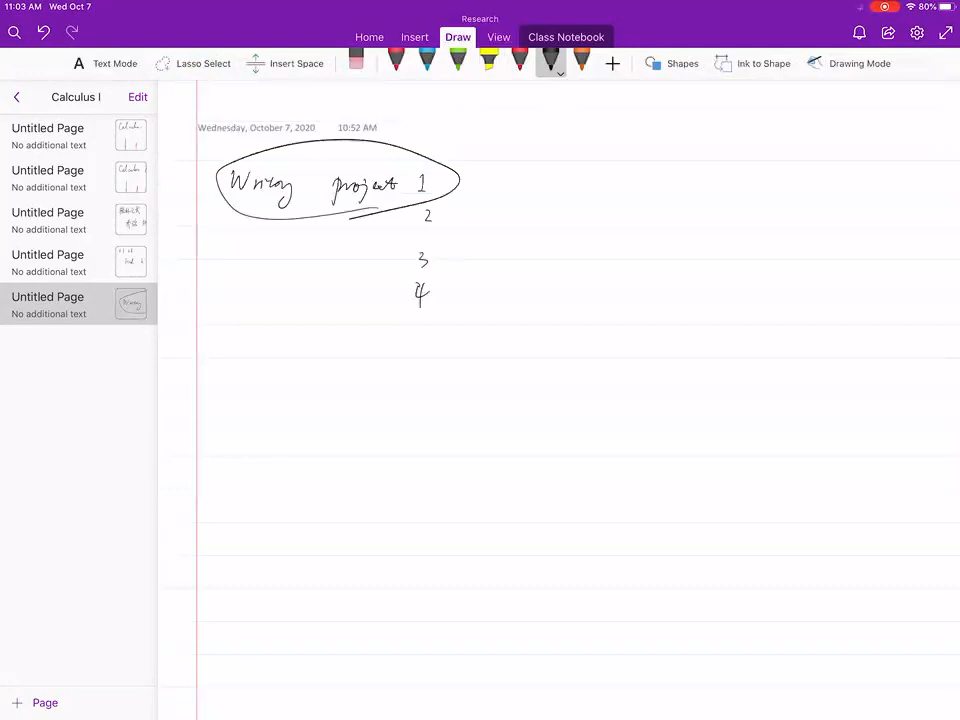 11:03 AM Wed Oct 7
80%
Research
Home Insert Draw View Class Notebook
A Text Mode Lasso Select Insert Space Shapes Ink to Shape Drawing Mode
Calculus I Edit
Untitled Page
No additional text
Untitled Page
No additional text
Untitled Page
No additional text
Untitled Page
No additional text
Untitled Page
No additional text
Page
Wednesday, October 7, 2020 10:52 AM
Writing project 1
2
3
4